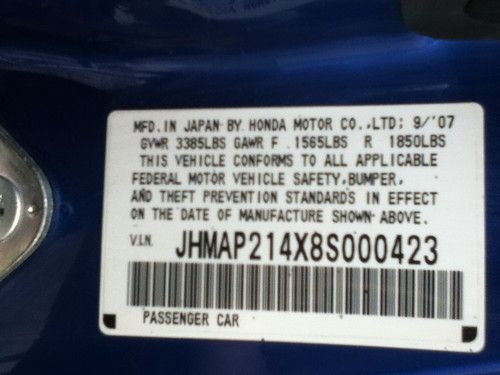 MFD. IN JAPAN BY HONDA MOTOR CO., LTD; 9/'07
GVWR 3385LBS GAWR F 1565LBS R 1850LBS
THIS VEHICLE CONFORMS TO ALL APPLICABLE
FEDERAL MOTOR VEHICLE SAFETY, BUMPER,
AND THEFT PREVENTION STANDARDS IN EFFECT
ON THE DATE OF MANUFACTURE SHOWN ABOVE.
V.I.N. JHMAP214X8S000423
PASSENGER CAR